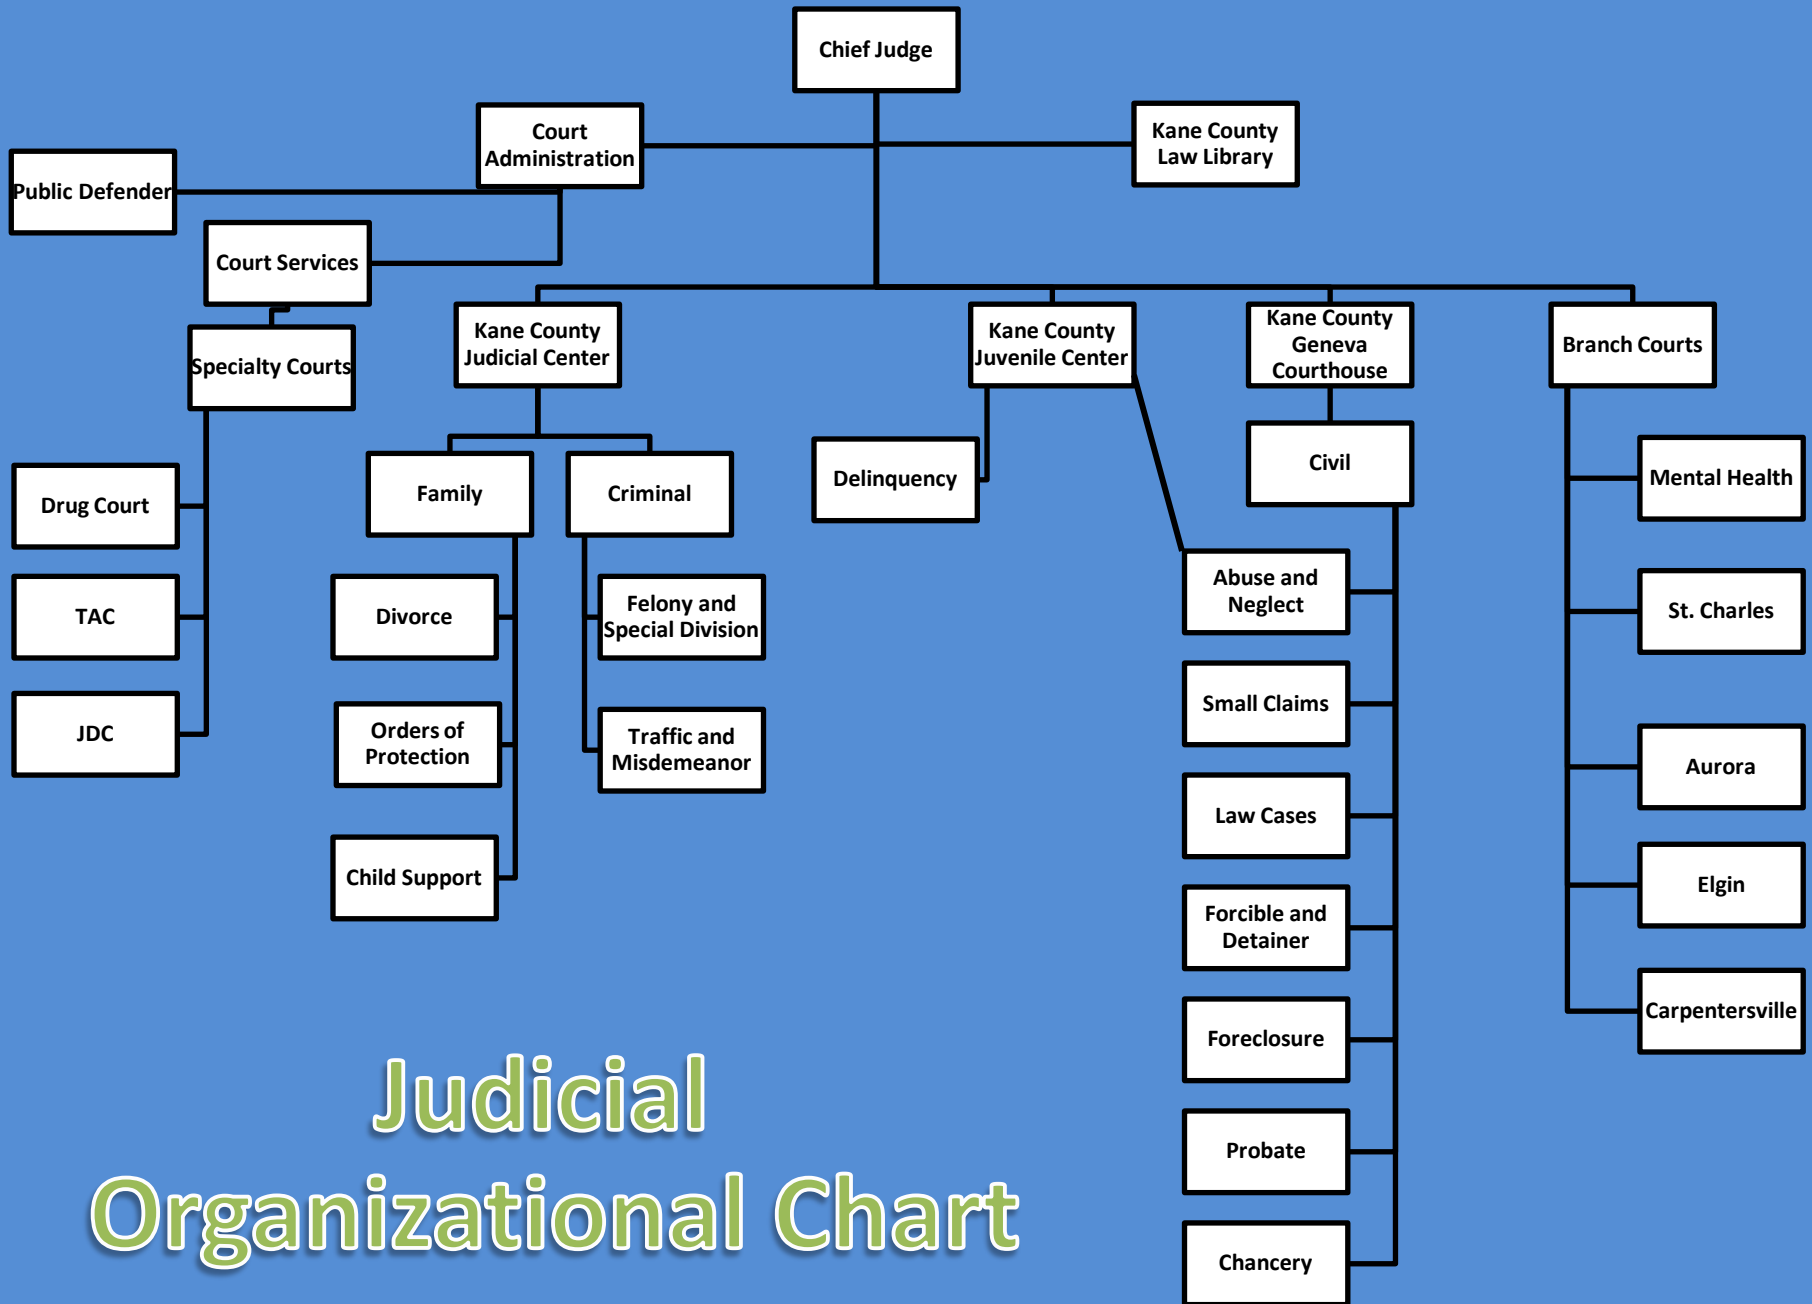 Chief Judge
Court
Administration
Kane County
Law Library
Public Defender
Court Services
Specialty Courts
Kane County
Judicial Center
Kane County
Juvenile Center
Kane County
Geneva
Courthouse
Branch Courts
Drug Court
TAC
JDC
Family
Criminal
Divorce
Orders of
Protection
Child Support
Felony and
Special Division
Traffic and
Misdemeanor
Delinquency
Civil
Abuse and
Neglect
Small Claims
Law Cases
Forcible and
Detainer
Foreclosure
Probate
Chancery
Mental Health
St. Charles
Aurora
Elgin
Carpentersville
Judicial
Organizational Chart